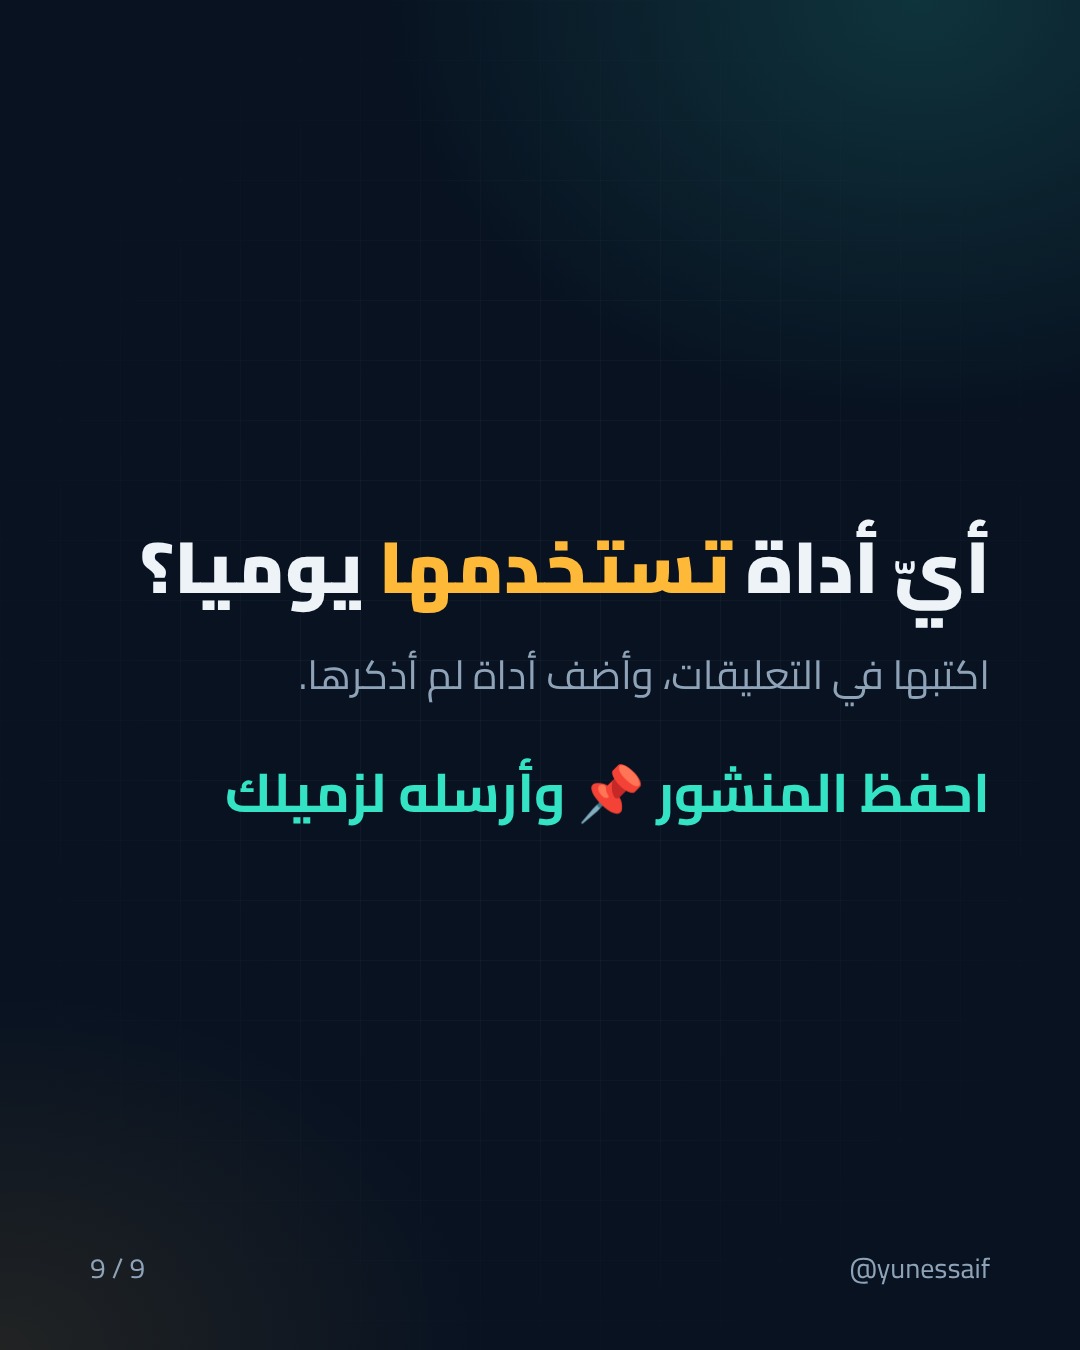 أيّ أداة تستخدمها يوميا؟
اكتبها في التعليقات، وأضف أداة لم أذكرها.
احفظ المنشور 📌 وأرسله لزميلك
@yunessaif
9 / 9